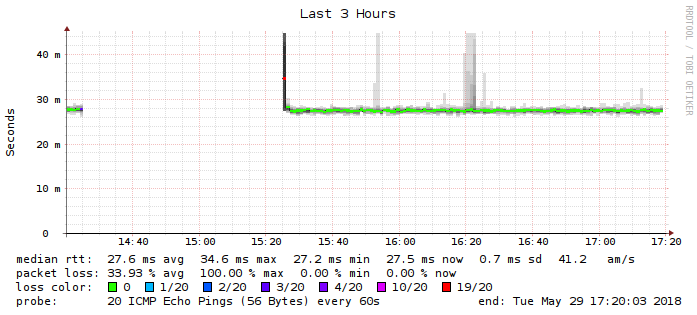 Last 3 Hours
RRDTOOL / TOBI OETIKER
Seconds
40 m
30 m
20 m
10 m
0
14:40 15:00 15:20 15:40 16:00 16:20 16:40 17:00 17:20
median rtt: 27.6 ms avg 34.6 ms max 27.2 ms min 27.5 ms now 0.7 ms sd 41.2 am/s
packet loss: 33.93 % avg 100.00 % max 0.00 % min 0.00 % now
loss color: 0 1/20 2/20 3/20 4/20 10/20 19/20
probe: 20 ICMP Echo Pings (56 Bytes) every 60s end: Tue May 29 17:20:03 2018